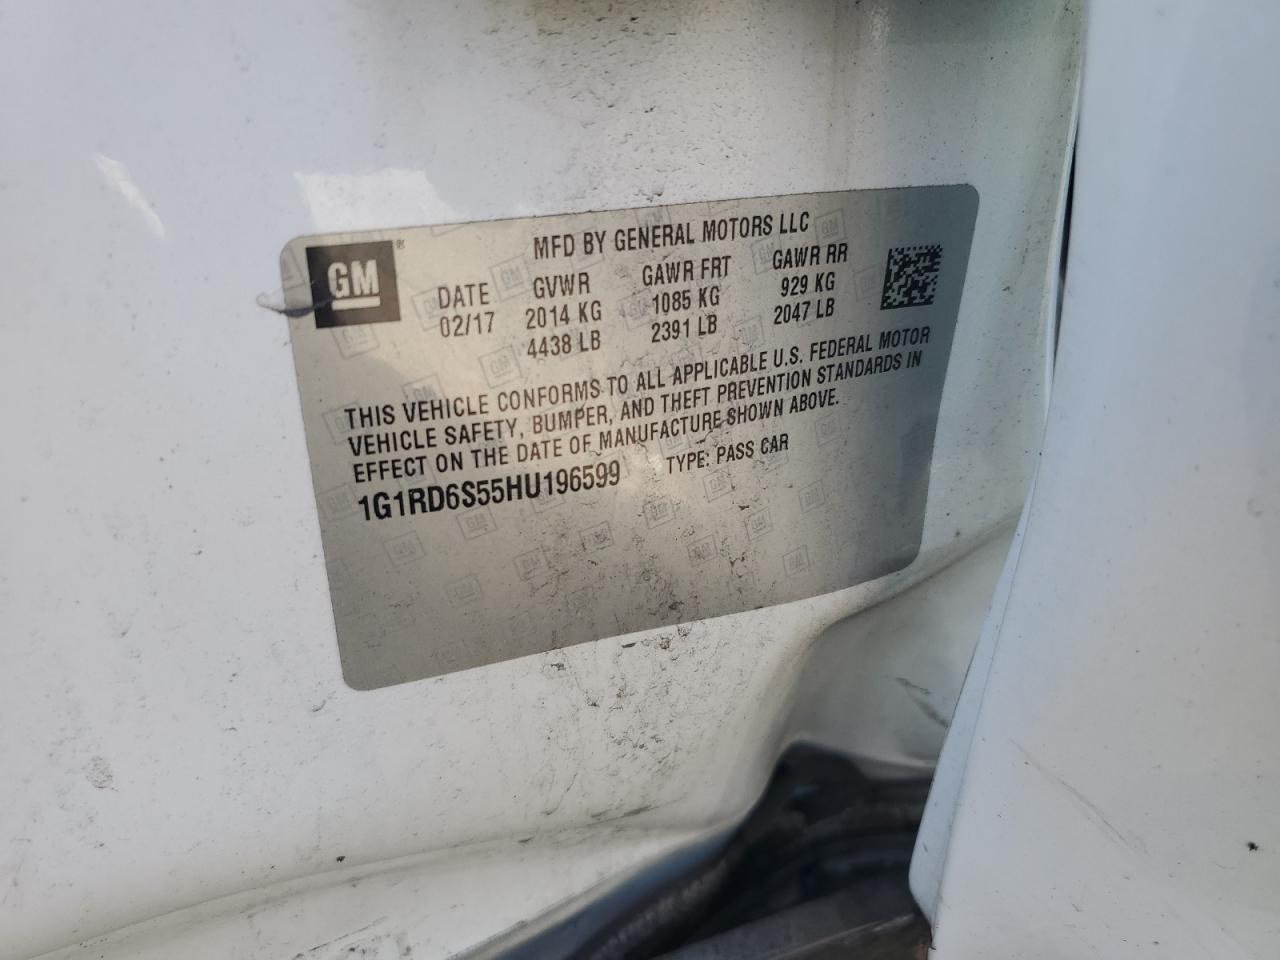 GM ®
MFD BY GENERAL MOTORS LLC
DATE GVWR GAWR FRT GAWR RR
02/17 2014 KG 1085 KG 929 KG
4438 LB 2391 LB 2047 LB
THIS VEHICLE CONFORMS TO ALL APPLICABLE U.S. FEDERAL MOTOR
VEHICLE SAFETY, BUMPER, AND THEFT PREVENTION STANDARDS IN
EFFECT ON THE DATE OF MANUFACTURE SHOWN ABOVE.
1G1RD6S55HU196599 TYPE: PASS CAR